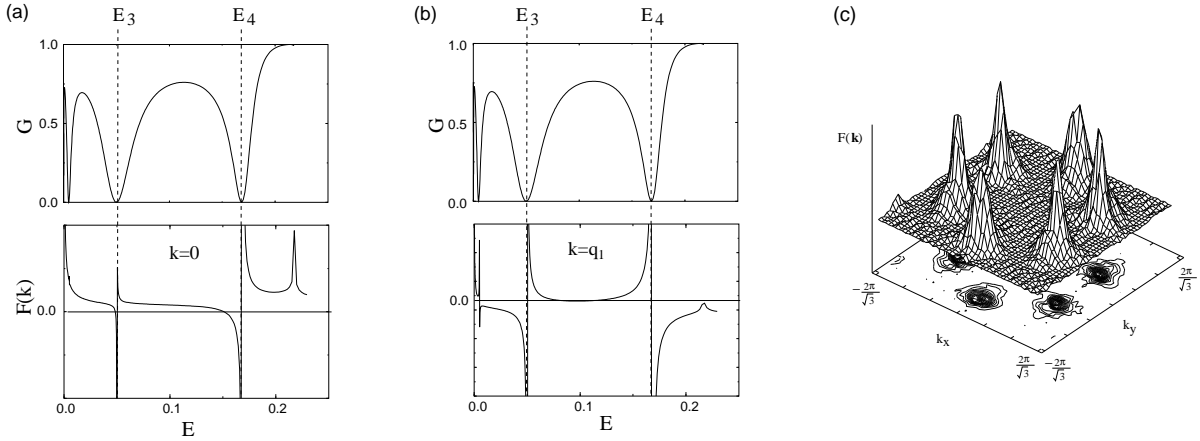 (a)
E3 E4
1.0
G
0.5
0.0
k=0
F(k)
0.0
0.0 0.1 0.2
E
(b)
E3 E4
1.0
G
0.5
0.0
k=q1
0.0
0.0 0.1 0.2
E
(c)
F(k)
−2π/√3
kx
2π/√3
−2π/√3
ky
2π/√3